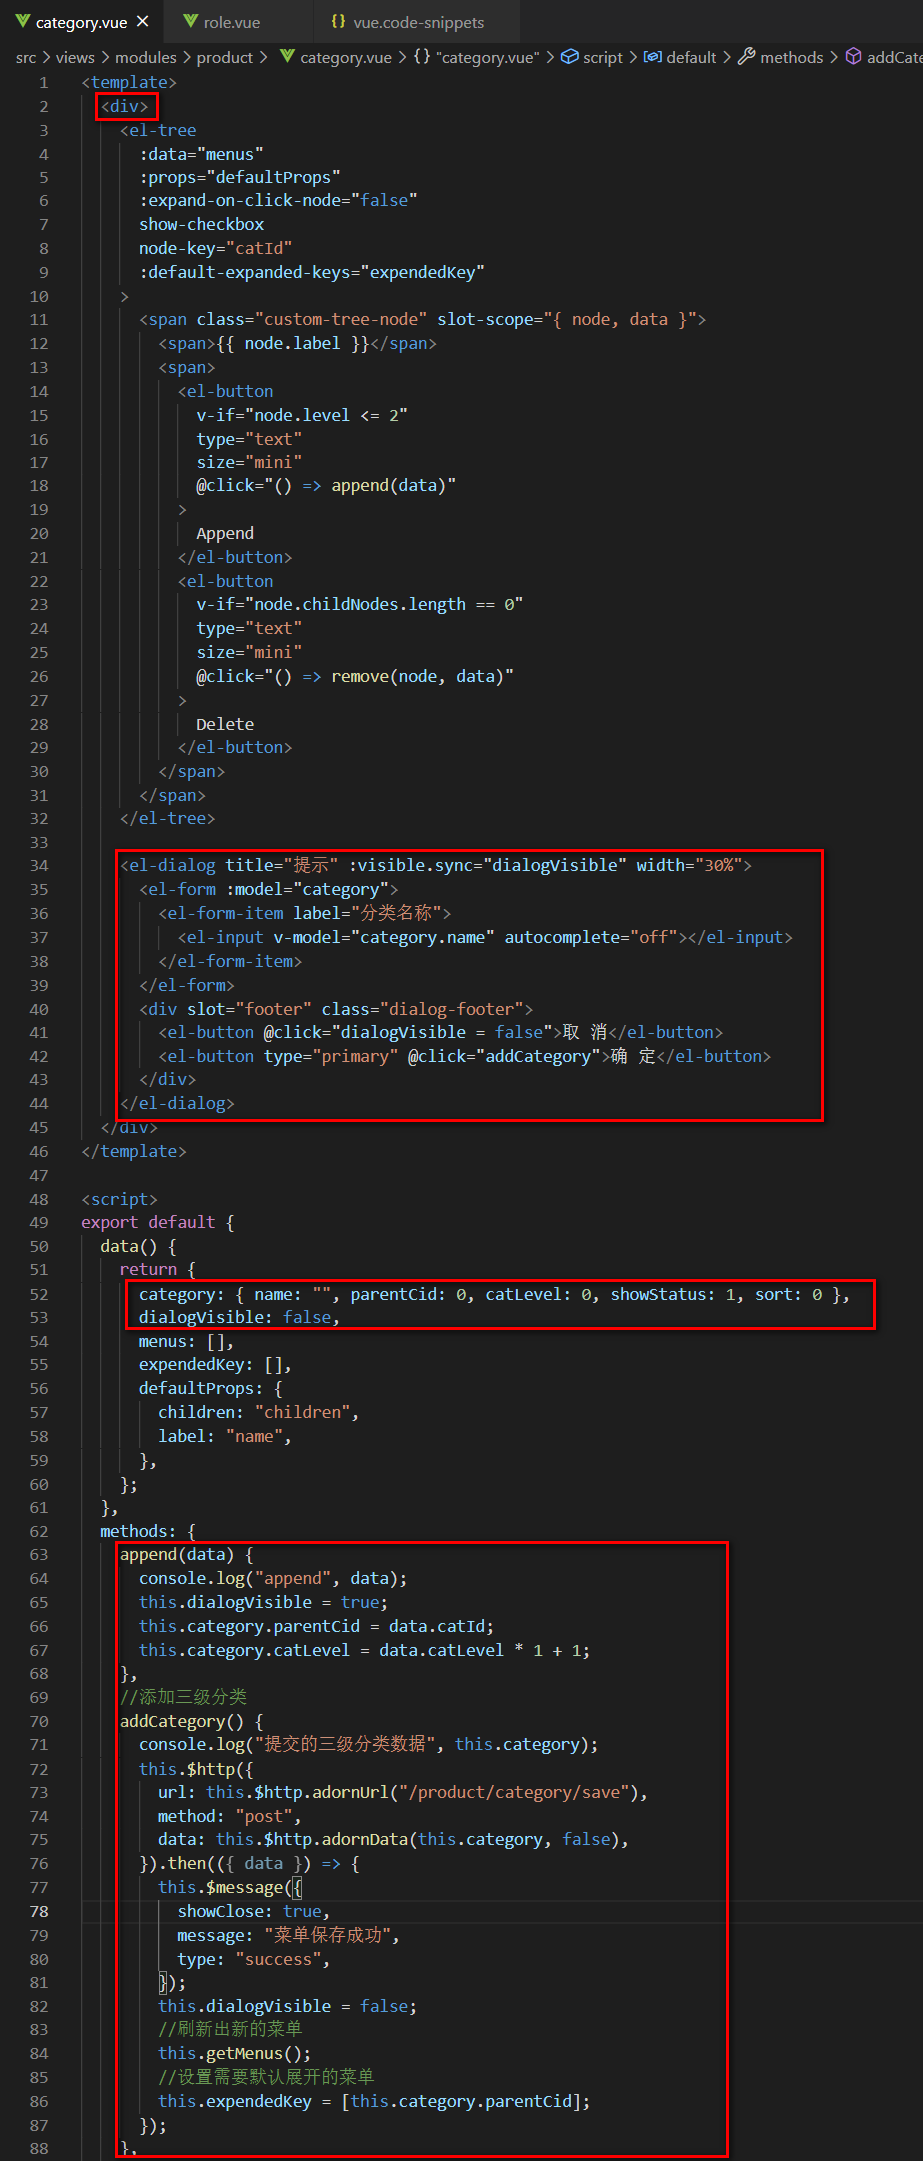 category.vue × role.vue {} vue.code-snippets
src > views > modules > product > category.vue > {} "category.vue" > script > default > methods > addCate
1 <template>
2 <div>
3 <el-tree
4 :data="menus"
5 :props="defaultProps"
6 :expand-on-click-node="false"
7 show-checkbox
8 node-key="catId"
9 :default-expanded-keys="expendedKey"
10 >
11 <span class="custom-tree-node" slot-scope="{ node, data }">
12 <span>{{ node.label }}</span>
13 <span>
14 <el-button
15 v-if="node.level <= 2"
16 type="text"
17 size="mini"
18 @click="() => append(data)"
19 >
20 Append
21 </el-button>
22 <el-button
23 v-if="node.childNodes.length == 0"
24 type="text"
25 size="mini"
26 @click="() => remove(node, data)"
27 >
28 Delete
29 </el-button>
30 </span>
31 </span>
32 </el-tree>
33
34 <el-dialog title="提示" :visible.sync="dialogVisible" width="30%">
35 <el-form :model="category">
36 <el-form-item label="分类名称">
37 <el-input v-model="category.name" autocomplete="off"></el-input>
38 </el-form-item>
39 </el-form>
40 <div slot="footer" class="dialog-footer">
41 <el-button @click="dialogVisible = false">取 消</el-button>
42 <el-button type="primary" @click="addCategory">确 定</el-button>
43 </div>
44 </el-dialog>
45 </div>
46 </template>
47
48 <script>
49 export default {
50 data() {
51 return {
52 category: { name: "", parentCid: 0, catLevel: 0, showStatus: 1, sort: 0 },
53 dialogVisible: false,
54 menus: [],
55 expendedKey: [],
56 defaultProps: {
57 children: "children",
58 label: "name",
59 },
60 };
61 },
62 methods: {
63 append(data) {
64 console.log("append", data);
65 this.dialogVisible = true;
66 this.category.parentCid = data.catId;
67 this.category.catLevel = data.catLevel * 1 + 1;
68 },
69 //添加三级分类
70 addCategory() {
71 console.log("提交的三级分类数据", this.category);
72 this.$http({
73 url: this.$http.adornUrl("/product/category/save"),
74 method: "post",
75 data: this.$http.adornData(this.category, false),
76 }).then(({ data }) => {
77 this.$message({
78 showClose: true,
79 message: "菜单保存成功",
80 type: "success",
81 });
82 this.dialogVisible = false;
83 //刷新出新的菜单
84 this.getMenus();
85 //设置需要默认展开的菜单
86 this.expendedKey = [this.category.parentCid];
87 });
88 },